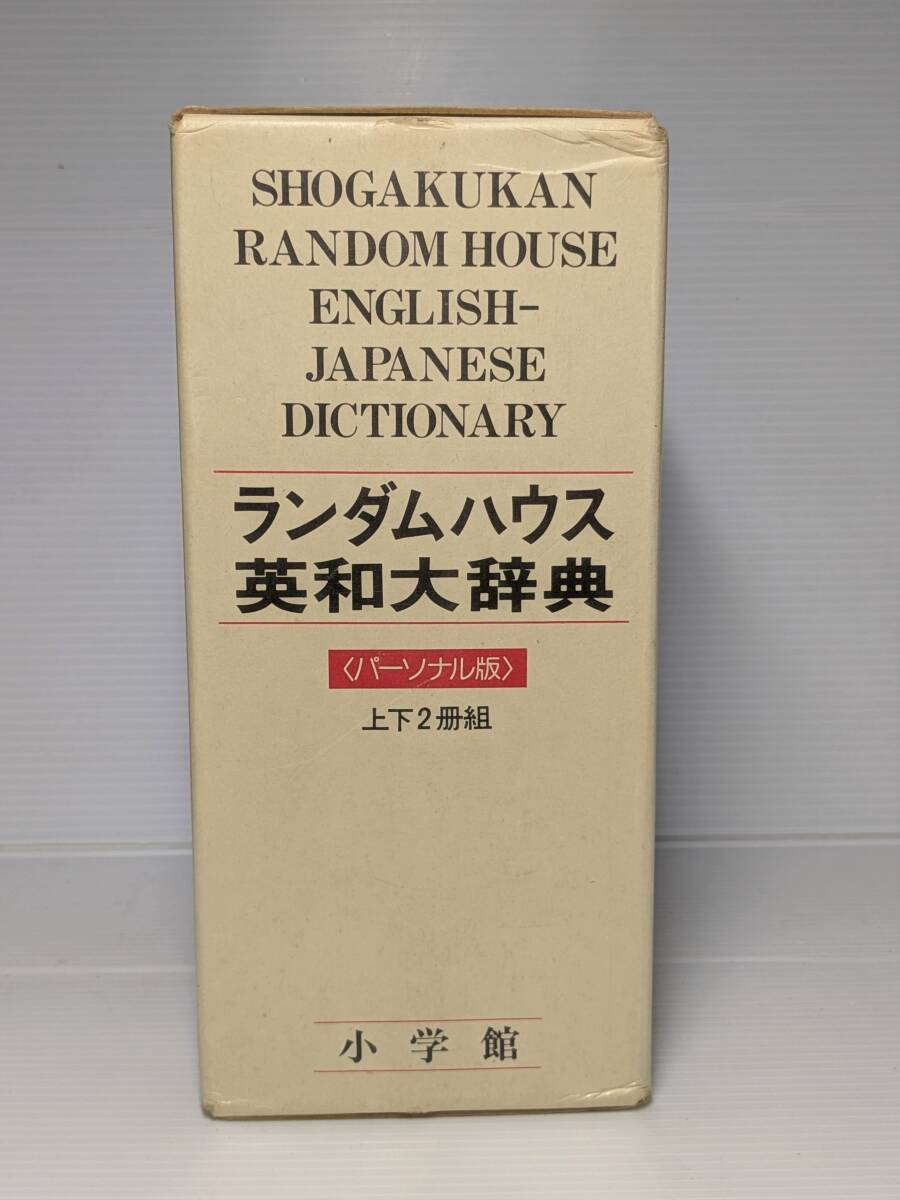 SHOGAKUKAN
RANDOM HOUSE
ENGLISH-
JAPANESE
DICTIONARY
ランダムハウス
英和大辞典
〈パーソナル版〉
上下2冊組
小学館